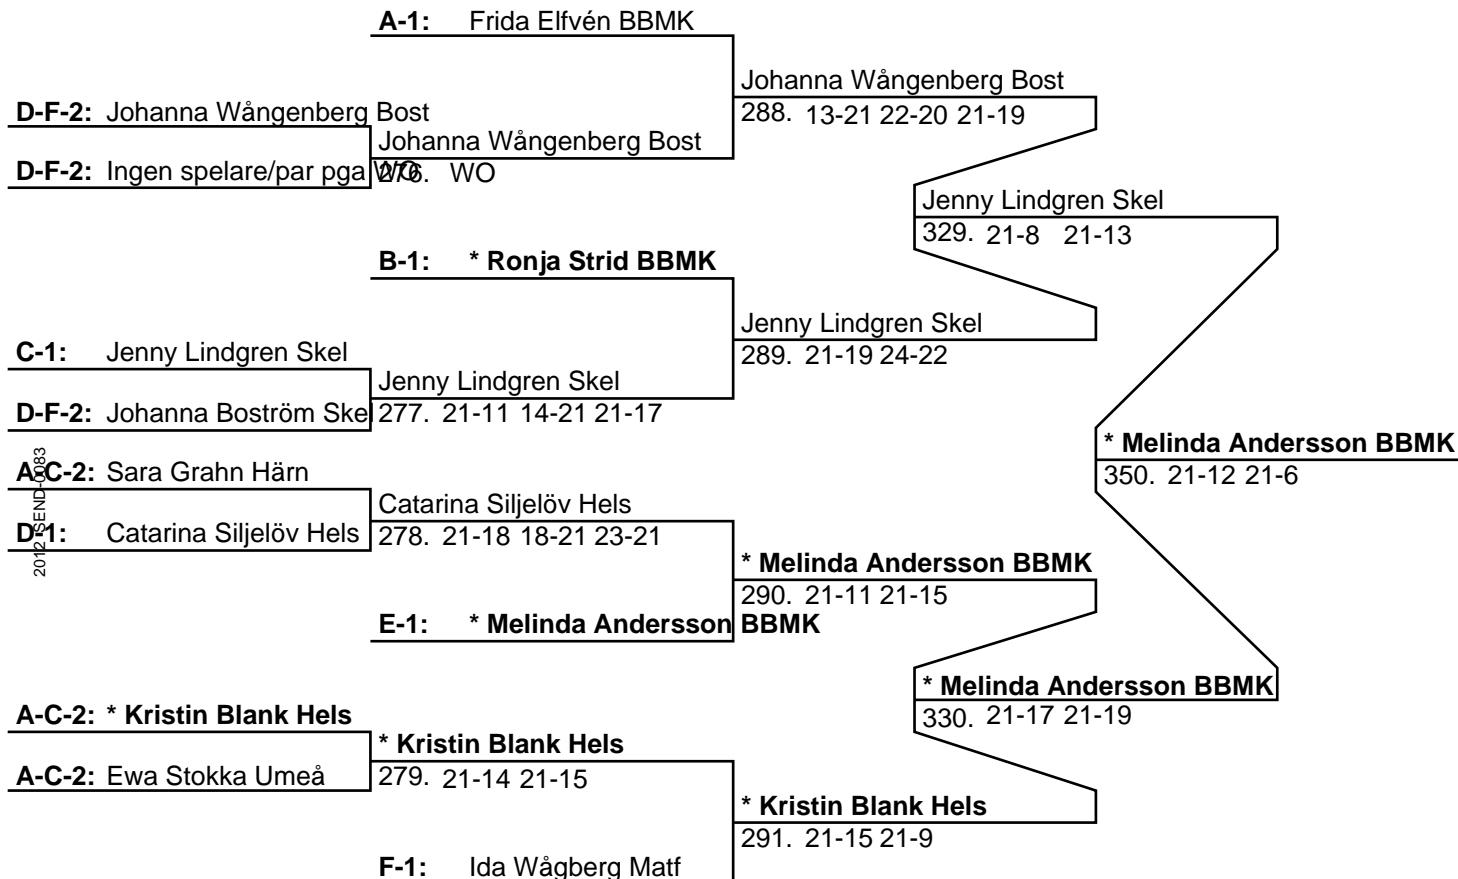 A-1: Frida Elfvén BBMK
Johanna Wångenberg Bost
288. 13-21 22-20 21-19
D-F-2: Johanna Wångenberg Bost
Johanna Wångenberg Bost
D-F-2: Ingen spelare/par pga WO
276. WO
Jenny Lindgren Skel
329. 21-8 21-13
B-1: * Ronja Strid BBMK
Jenny Lindgren Skel
289. 21-19 24-22
C-1: Jenny Lindgren Skel
Jenny Lindgren Skel
D-F-2: Johanna Boström Skel
277. 21-11 14-21 21-17
* Melinda Andersson BBMK
350. 21-12 21-6
A-C-2: Sara Grahn Härn
Catarina Siljelöv Hels
D-1: Catarina Siljelöv Hels
278. 21-18 18-21 23-21
2012-SEND-0083
* Melinda Andersson BBMK
290. 21-11 21-15
E-1: * Melinda Andersson BBMK
* Melinda Andersson BBMK
330. 21-17 21-19
A-C-2: * Kristin Blank Hels
* Kristin Blank Hels
A-C-2: Ewa Stokka Umeå
279. 21-14 21-15
* Kristin Blank Hels
291. 21-15 21-9
F-1: Ida Wågberg Matf